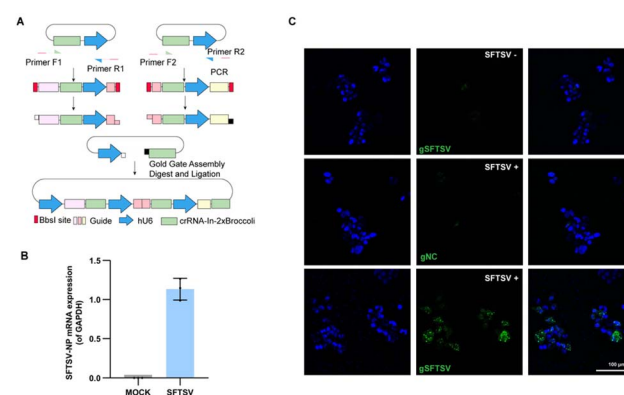 A
Primer F1
Primer R1
Primer F2
Primer R2
PCR
Gold Gate Assembly
Digest and Ligation
BbsI site
Guide
hU6
crRNA-In-2xBroccoli
B
SFTSV-NP mRNA expression
(of GAPDH)
1.5
1.0
0.5
0.0
MOCK
SFTSV
C
SFTSV -
gSFTSV
SFTSV +
gNC
SFTSV +
gSFTSV
100 μm